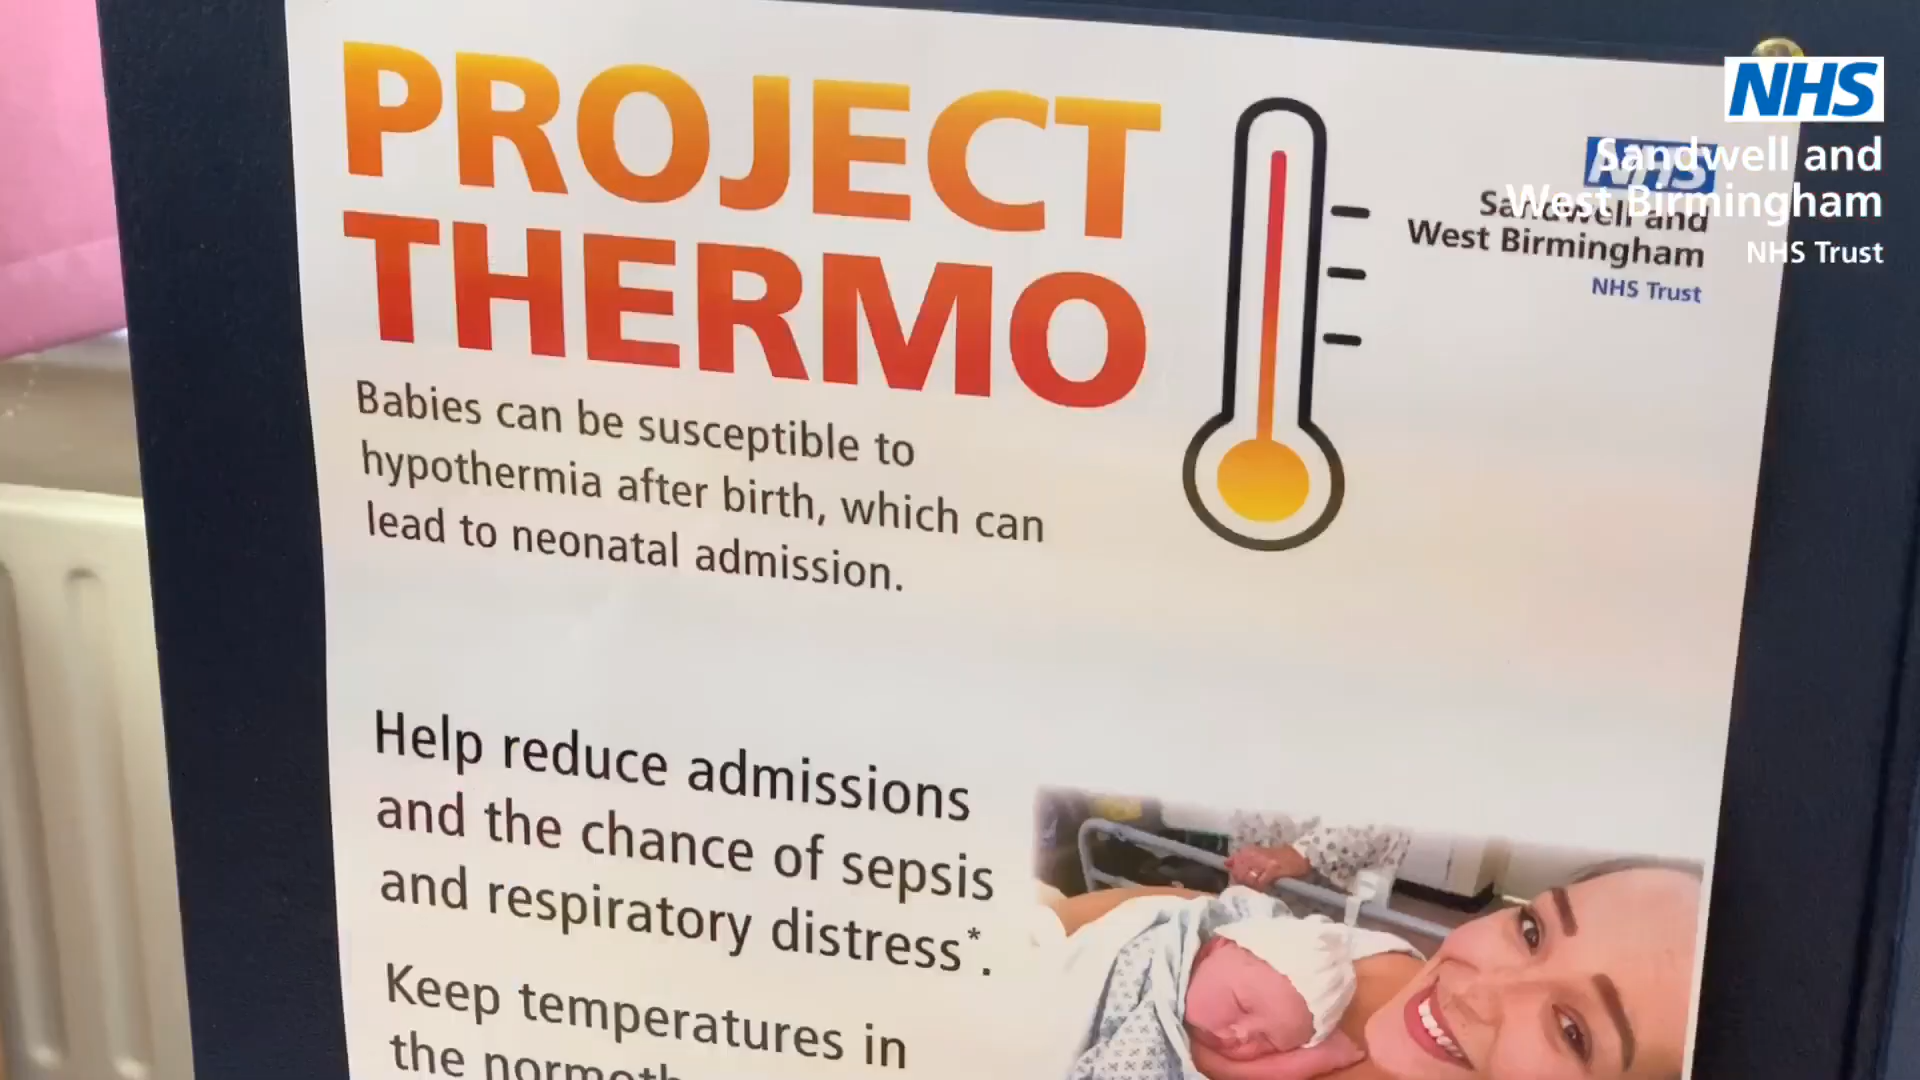 PROJECT
THERMO
Babies can be susceptible to
hypothermia after birth, which can
lead to neonatal admission.
NHS
Sandwell and
West Birmingham
NHS Trust
NHS
Sandwell and
West Birmingham
NHS Trust
Help reduce admissions
and the chance of sepsis
and respiratory distress*.
Keep temperatures in
the